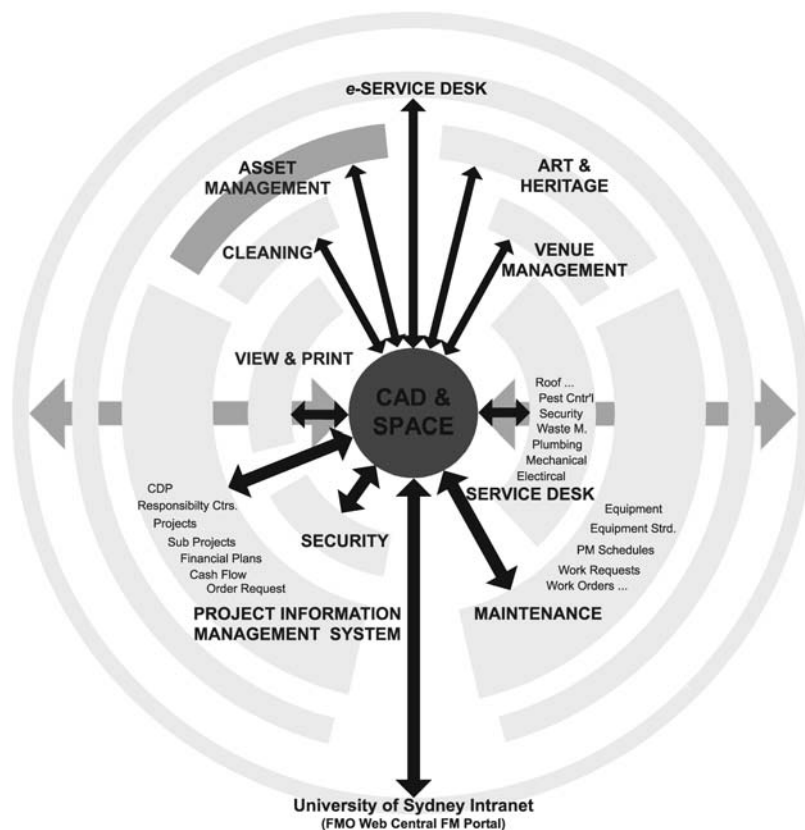 e-SERVICE DESK
ASSET
MANAGEMENT
ART &
HERITAGE
CLEANING
VENUE
MANAGEMENT
VIEW & PRINT
CAD &
SPACE
Roof ...
Pest Cntr'l
Security
Waste M.
Plumbing
Mechanical
Electircal
SERVICE DESK
CDP
Responsibilty Ctrs.
Projects
Sub Projects
Financial Plans
Cash Flow
Order Request
SECURITY
Equipment
Equipment Strd.
PM Schedules
Work Requests
Work Orders ...
PROJECT INFORMATION
MANAGEMENT SYSTEM
MAINTENANCE
University of Sydney Intranet
(FMO Web Central FM Portal)